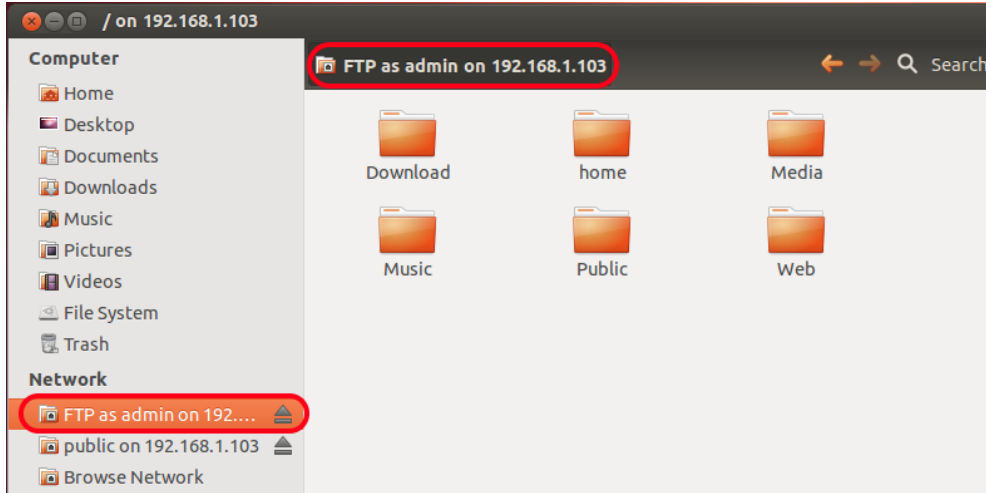 / on 192.168.1.103
Computer
Home
Desktop
Documents
Downloads
Music
Pictures
Videos
File System
Trash
Network
FTP as admin on 192....
public on 192.168.1.103
Browse Network
FTP as admin on 192.168.1.103
Search
Download
home
Media
Music
Public
Web